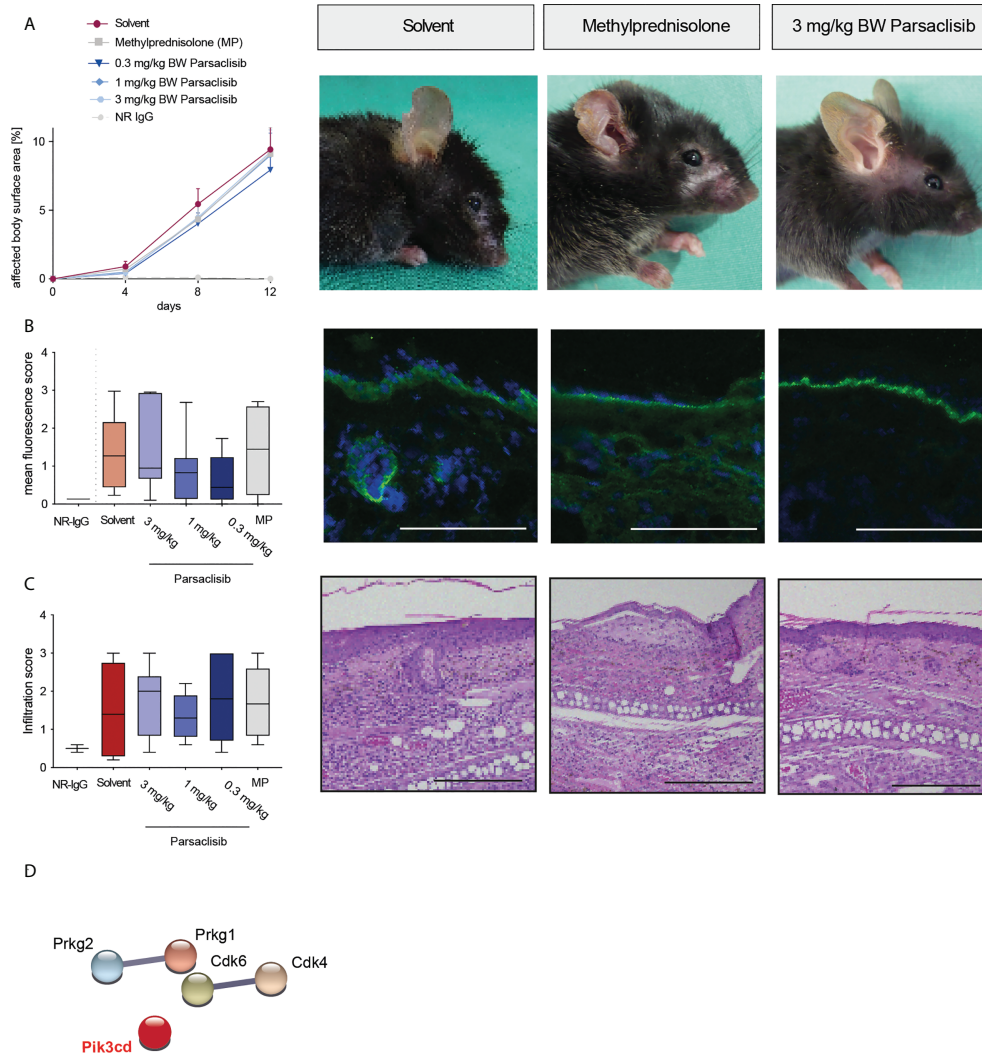 A
Solvent
Methylprednisolone (MP)
0.3 mg/kg BW Parsaclisib
1 mg/kg BW Parsaclisib
3 mg/kg BW Parsaclisib
NR IgG
Solvent
Methylprednisolone
3 mg/kg BW Parsaclisib
affected body surface area [%]
10
5
0
0
4
8
12
days
B
mean fluorescence score
4
3
2
1
0
NR-IgG
Solvent
3 mg/kg
1 mg/kg
0.3 mg/kg
MP
Parsaclisib
C
Infiltration score
4
3
2
1
0
NR-IgG
Solvent
3 mg/kg
1 mg/kg
0.3 mg/kg
MP
Parsaclisib
D
Prkg2
Prkg1
Cdk6
Cdk4
Pik3cd